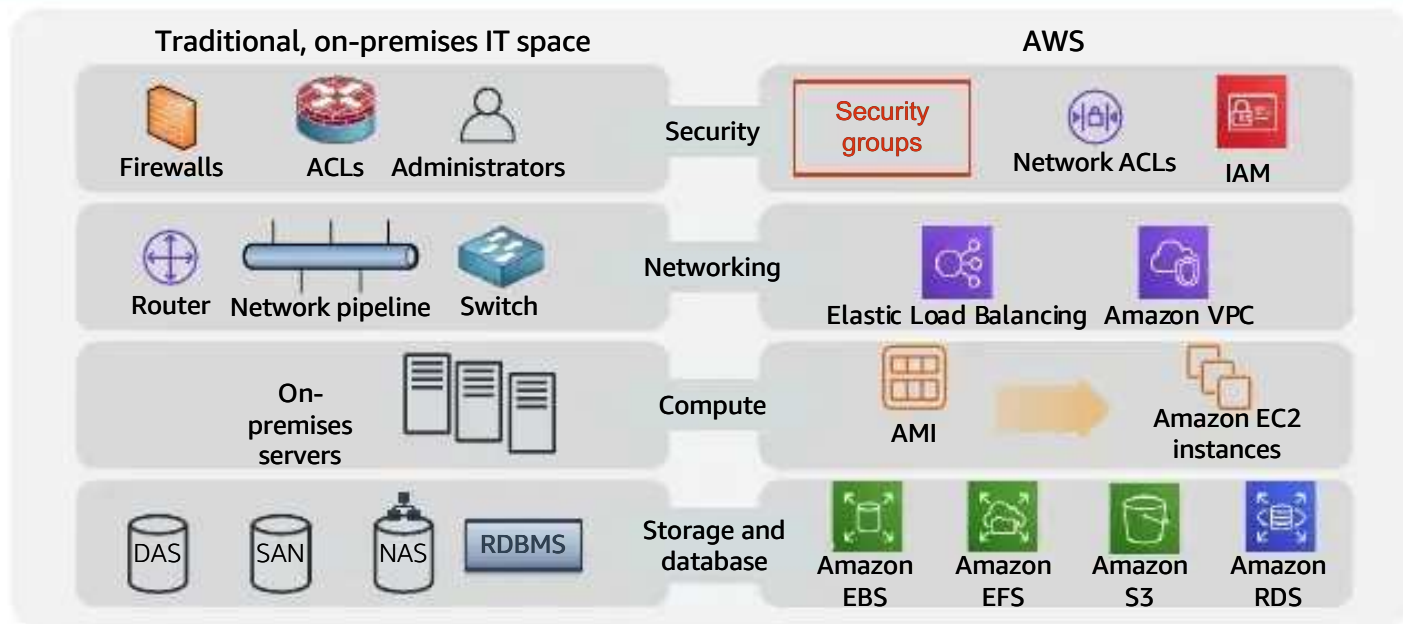 Traditional, on-premises IT space
AWS
Firewalls
ACLs
Administrators
Security
Security
groups
Network ACLs
IAM
Router
Network pipeline
Switch
Networking
Elastic Load Balancing
Amazon VPC
On-
premises
servers
Compute
AMI
Amazon EC2
instances
DAS
SAN
NAS
RDBMS
Storage and
database
Amazon
EBS
Amazon
EFS
Amazon
S3
Amazon
RDS